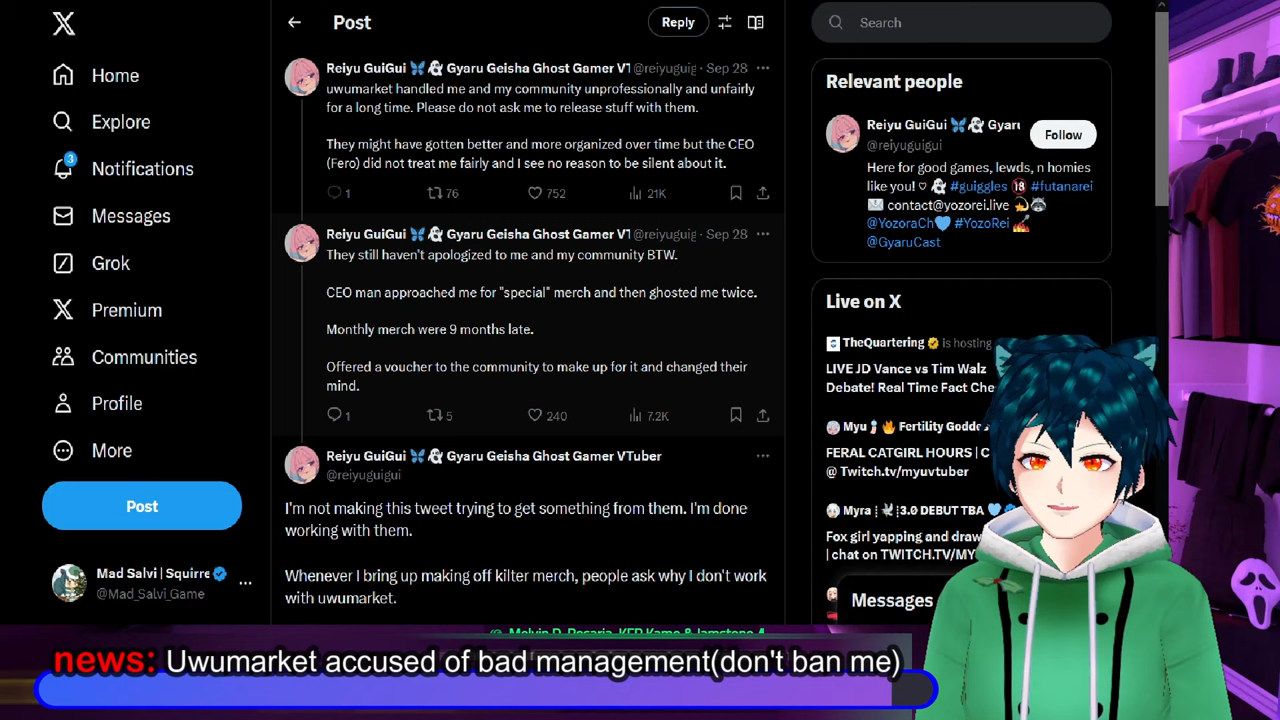 Home
Explore
3
Notifications
Messages
Grok
Premium
Communities
Profile
More
Post
Mad Salvi | Squirre
@Mad_Salvi_Game
Post
Reply
Reiyu GuiGui 🦋👻 Gyaru Geisha Ghost Gamer VT @reiyuguig · Sep 28
uwumarket handled me and my community unprofessionally and unfairly
for a long time. Please do not ask me to release stuff with them.
They might have gotten better and more organized over time but the CEO
(Fero) did not treat me fairly and I see no reason to be silent about it.
1 76 752 21K
Reiyu GuiGui 🦋👻 Gyaru Geisha Ghost Gamer VT @reiyuguig · Sep 28
They still haven't apologized to me and my community BTW.
CEO man approached me for "special" merch and then ghosted me twice.
Monthly merch were 9 months late.
Offered a voucher to the community to make up for it and changed their
mind.
1 5 240 7.2K
Reiyu GuiGui 🦋👻 Gyaru Geisha Ghost Gamer VTuber
@reiyuguigui
I'm not making this tweet trying to get something from them. I'm done
working with them.
Whenever I bring up making off kilter merch, people ask why I don't work
with uwumarket.
Search
Relevant people
Reiyu GuiGui 🦋👻 Gyaru
@reiyuguigui
Follow
Here for good games, lewds, n homies
like you! ♡ 👻 #guiggles 🔞 #futanarei
✉️ contact@yozorei.live 💫🦝
@YozoraCh💙 #YozoRei
@GyaruCast
Live on X
TheQuartering is hosting
LIVE JD Vance vs Tim Walz
Debate! Real Time Fact Che
Myu 🔥 Fertility Godde
FERAL CATGIRL HOURS | C
@ Twitch.tv/myuvtuber
Myra ┊🕊┊3.0 DEBUT TBA
Fox girl yapping and draw
| chat on TWITCH.TV/MY
Messages
news: Uwumarket accused of bad management(don't ban me)